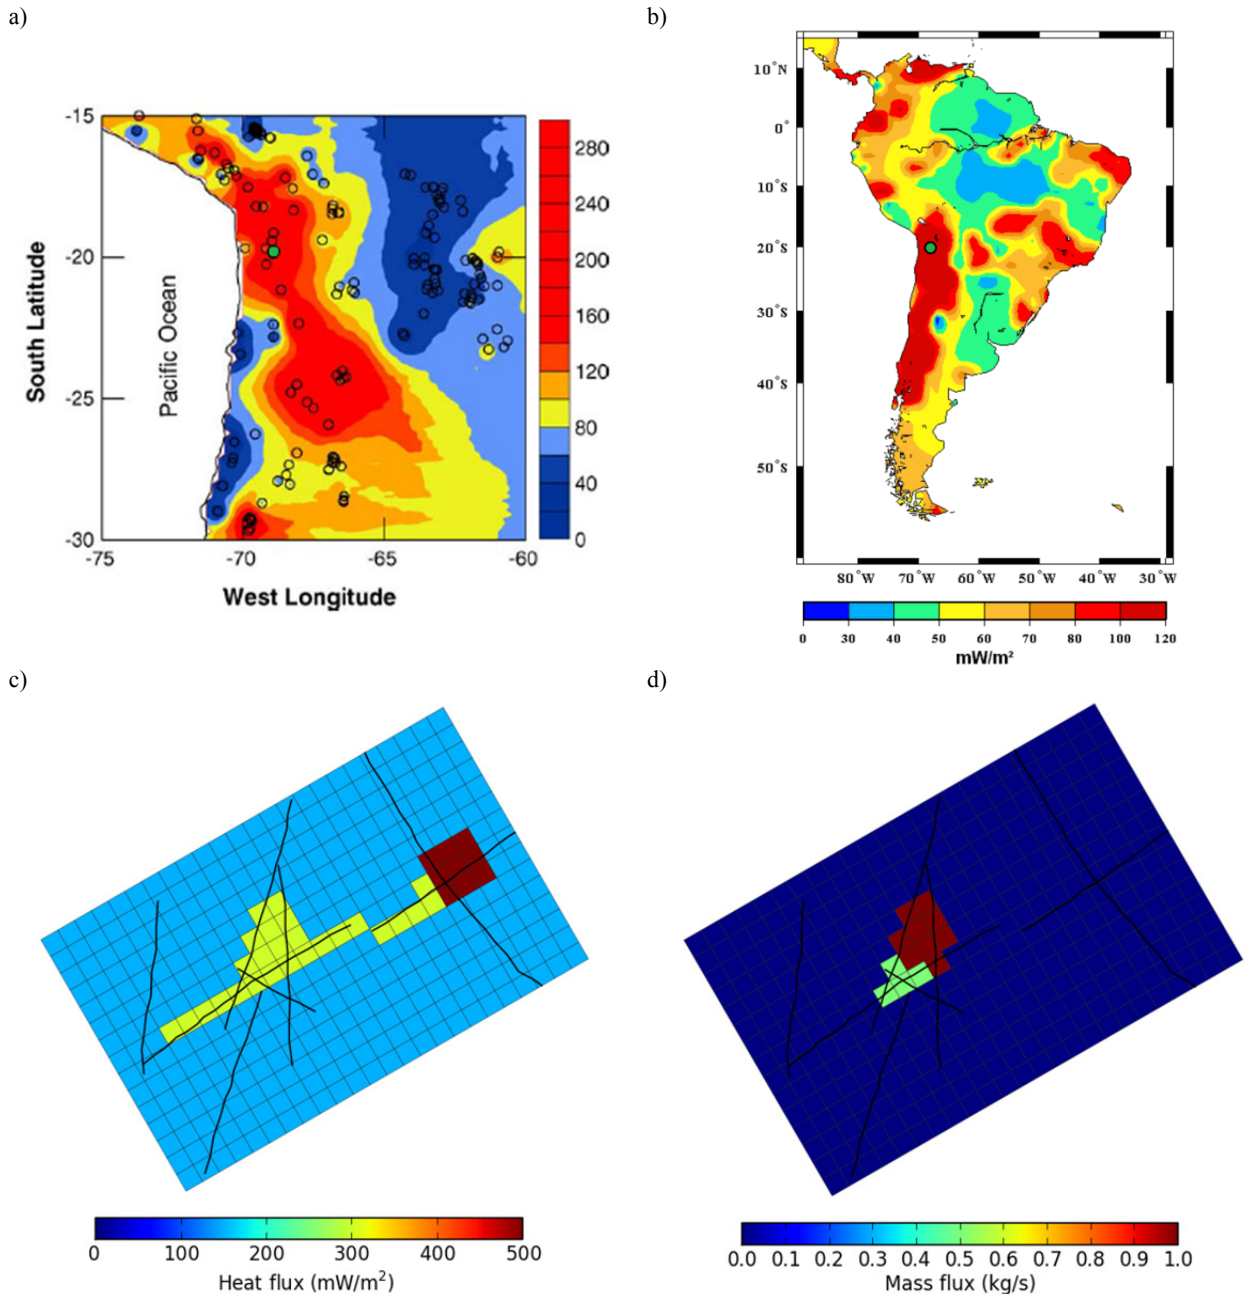 a)
b)
-15
-20
-25
-30
-75
-70
-65
-60
South Latitude
West Longitude
Pacific Ocean
280
240
200
160
120
80
40
0
10°N
0°
10°S
20°S
30°S
40°S
50°S
80°W 70°W 60°W 50°W 40°W 30°W
0 30 40 50 60 70 80 100 120
mW/m²
c)
d)
0 100 200 300 400 500
Heat flux (mW/m²)
0.0 0.1 0.2 0.3 0.4 0.5 0.6 0.7 0.8 0.9 1.0
Mass flux (kg/s)